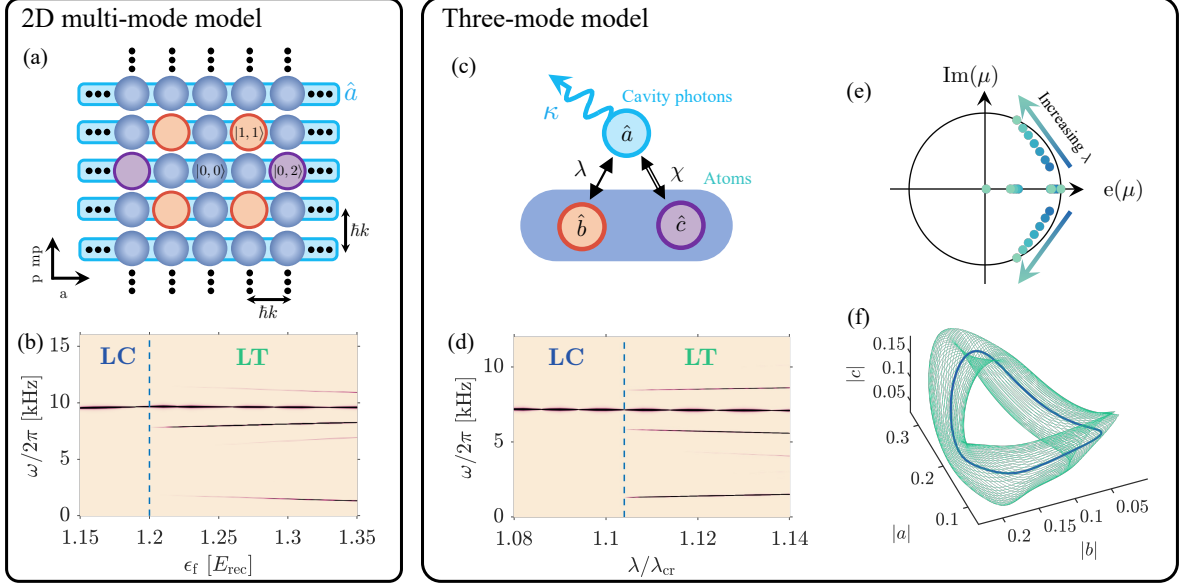 2D multi-mode model
(a)
â
|1, 1⟩
|0, 0⟩
|0, 2⟩
ħk
p mp
a
ħk
(b)
LC
LT
15
10
5
0
ω/2π [kHz]
1.15
1.2
1.25
1.3
1.35
ϵf [Erec]
Three-mode model
(c)
κ
Cavity photons
â
λ
χ
Atoms
b̂
ĉ
(d)
LC
LT
10
5
0
ω/2π [kHz]
1.08
1.1
1.12
1.14
λ/λcr
(e)
Im(μ)
Increasing λ
e(μ)
(f)
|c|
0.15
0.1
0.05
0.3
0.2
0.1
|a|
0.2
0.15
0.1
0.05
|b|